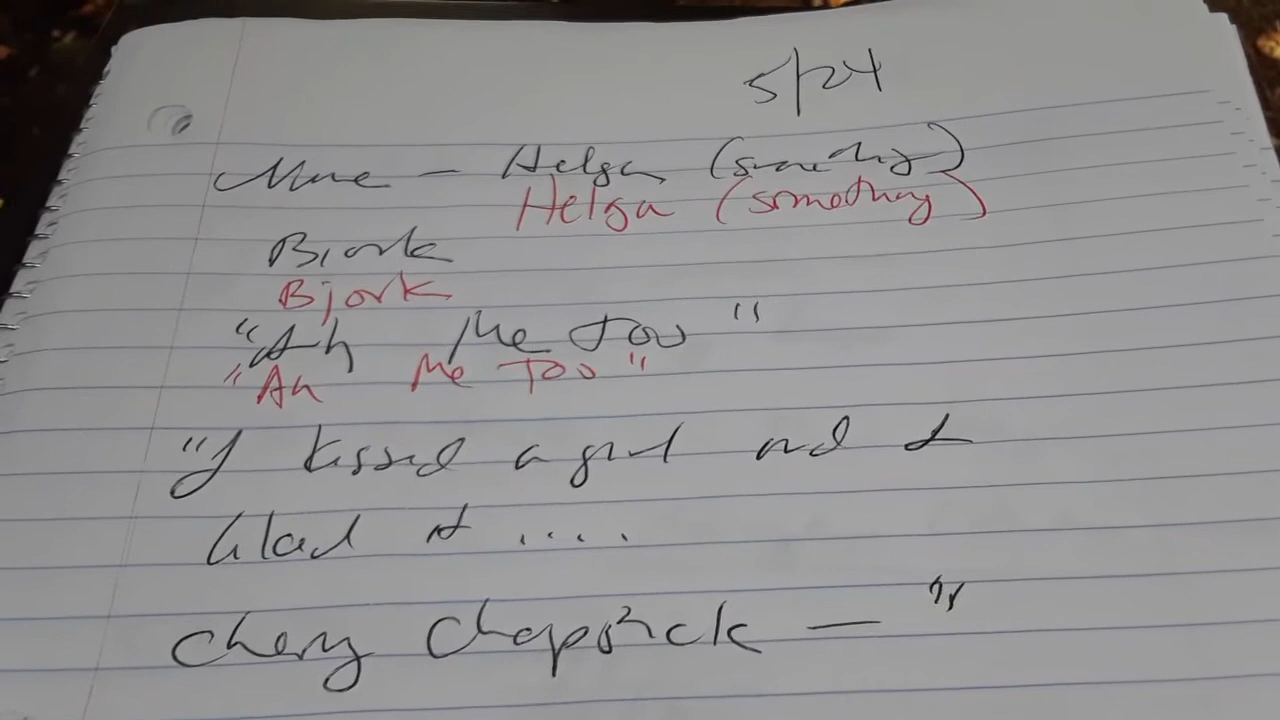 5/24
Mine - Helga (something)
Helga (something)
Bjork
Bjork
"Ah Me Too"
"Ah Me Too"
"I kissed a girl and I
liked it ....
Cherry Chapstick - "